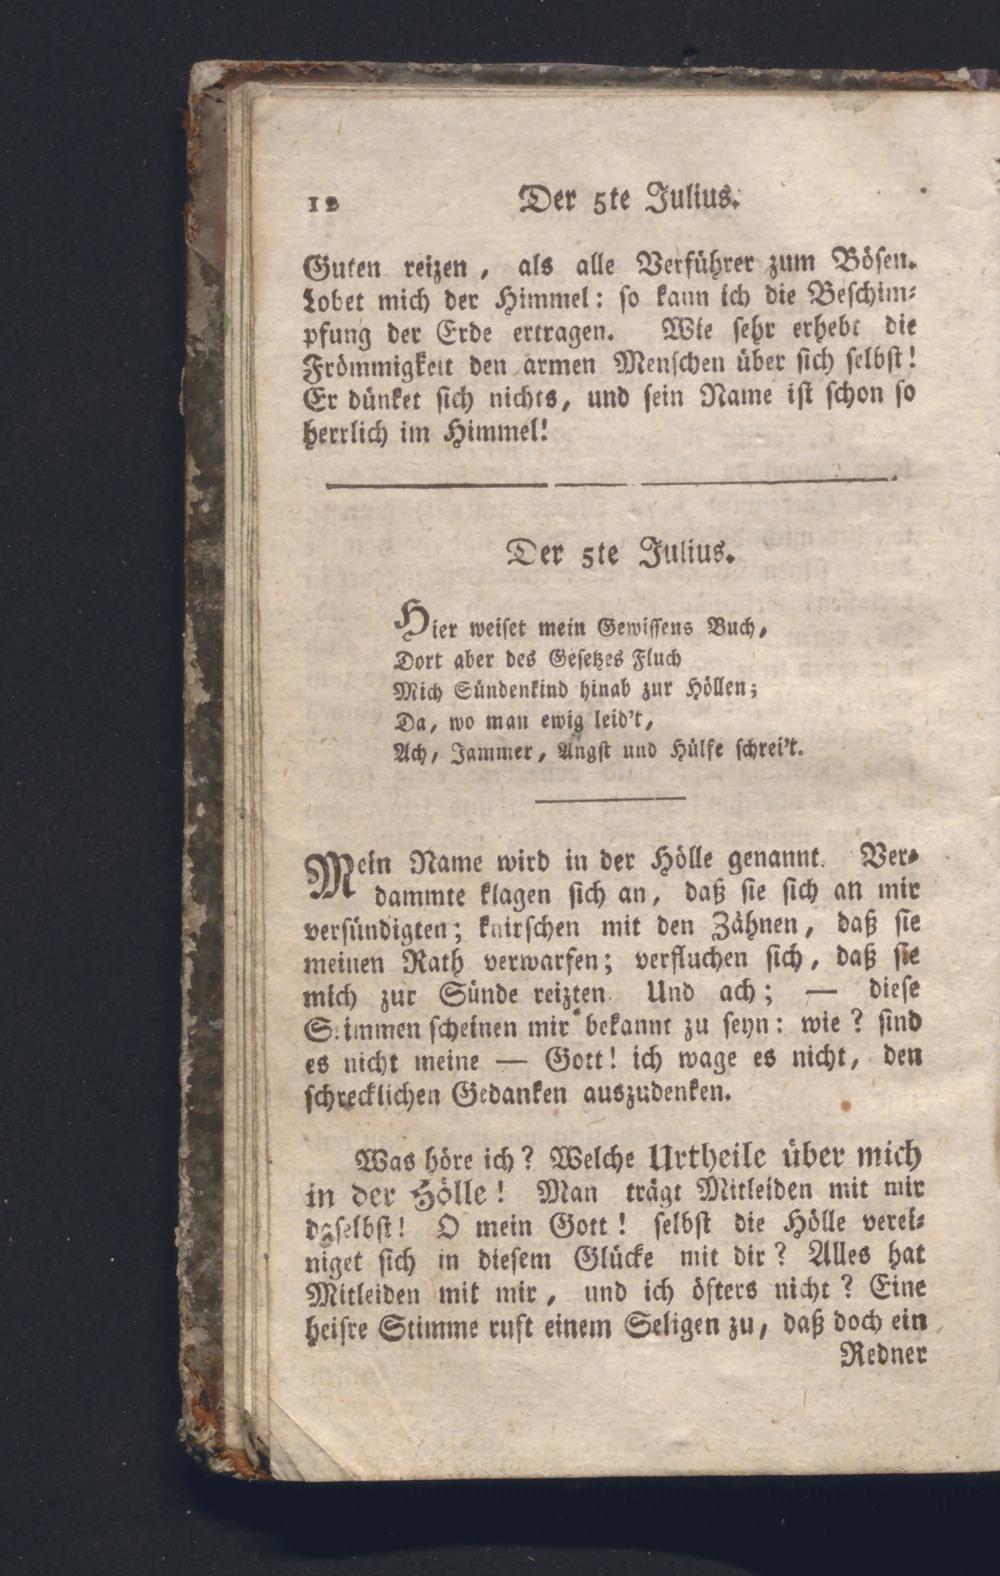 12 Der 5te Julius.
Guten reizen, als alle Verführer zum Bösen.
Lobet mich der Himmel: so kann ich die Beschim-
pfung der Erde ertragen. Wie sehr erhebt die
Frömmigkeit den armen Menschen über sich selbst!
Er dünket sich nichts, und sein Name ist schon so
herrlich im Himmel!
Der 5te Julius.
Hier weiset mein Gewissens Buch,
Dort aber des Gesetzes Fluch
Mich Sündenkind hinab zur Höllen;
Da, wo man ewig leid't,
Ach, Jammer, Angst und Hülfe schrei't.
Mein Name wird in der Hölle genannt. Ver-
dammte klagen sich an, daß sie sich an mir
versündigten; knirschen mit den Zähnen, daß sie
meinen Rath verwarfen; verfluchen sich, daß sie
mich zur Sünde reizten. Und ach; — diese
Stimmen scheinen mir bekannt zu seyn: wie? sind
es nicht meine — Gott! ich wage es nicht, den
schrecklichen Gedanken auszudenken.
Was höre ich? Welche Urtheile über mich
in der Hölle! Man trägt Mitleiden mit mir
daselbst! O mein Gott! selbst die Hölle verei-
niget sich in diesem Glücke mit dir? Alles hat
Mitleiden mit mir, und ich öfters nicht? Eine
heisre Stimme ruft einem Seligen zu, daß doch ein
Redner